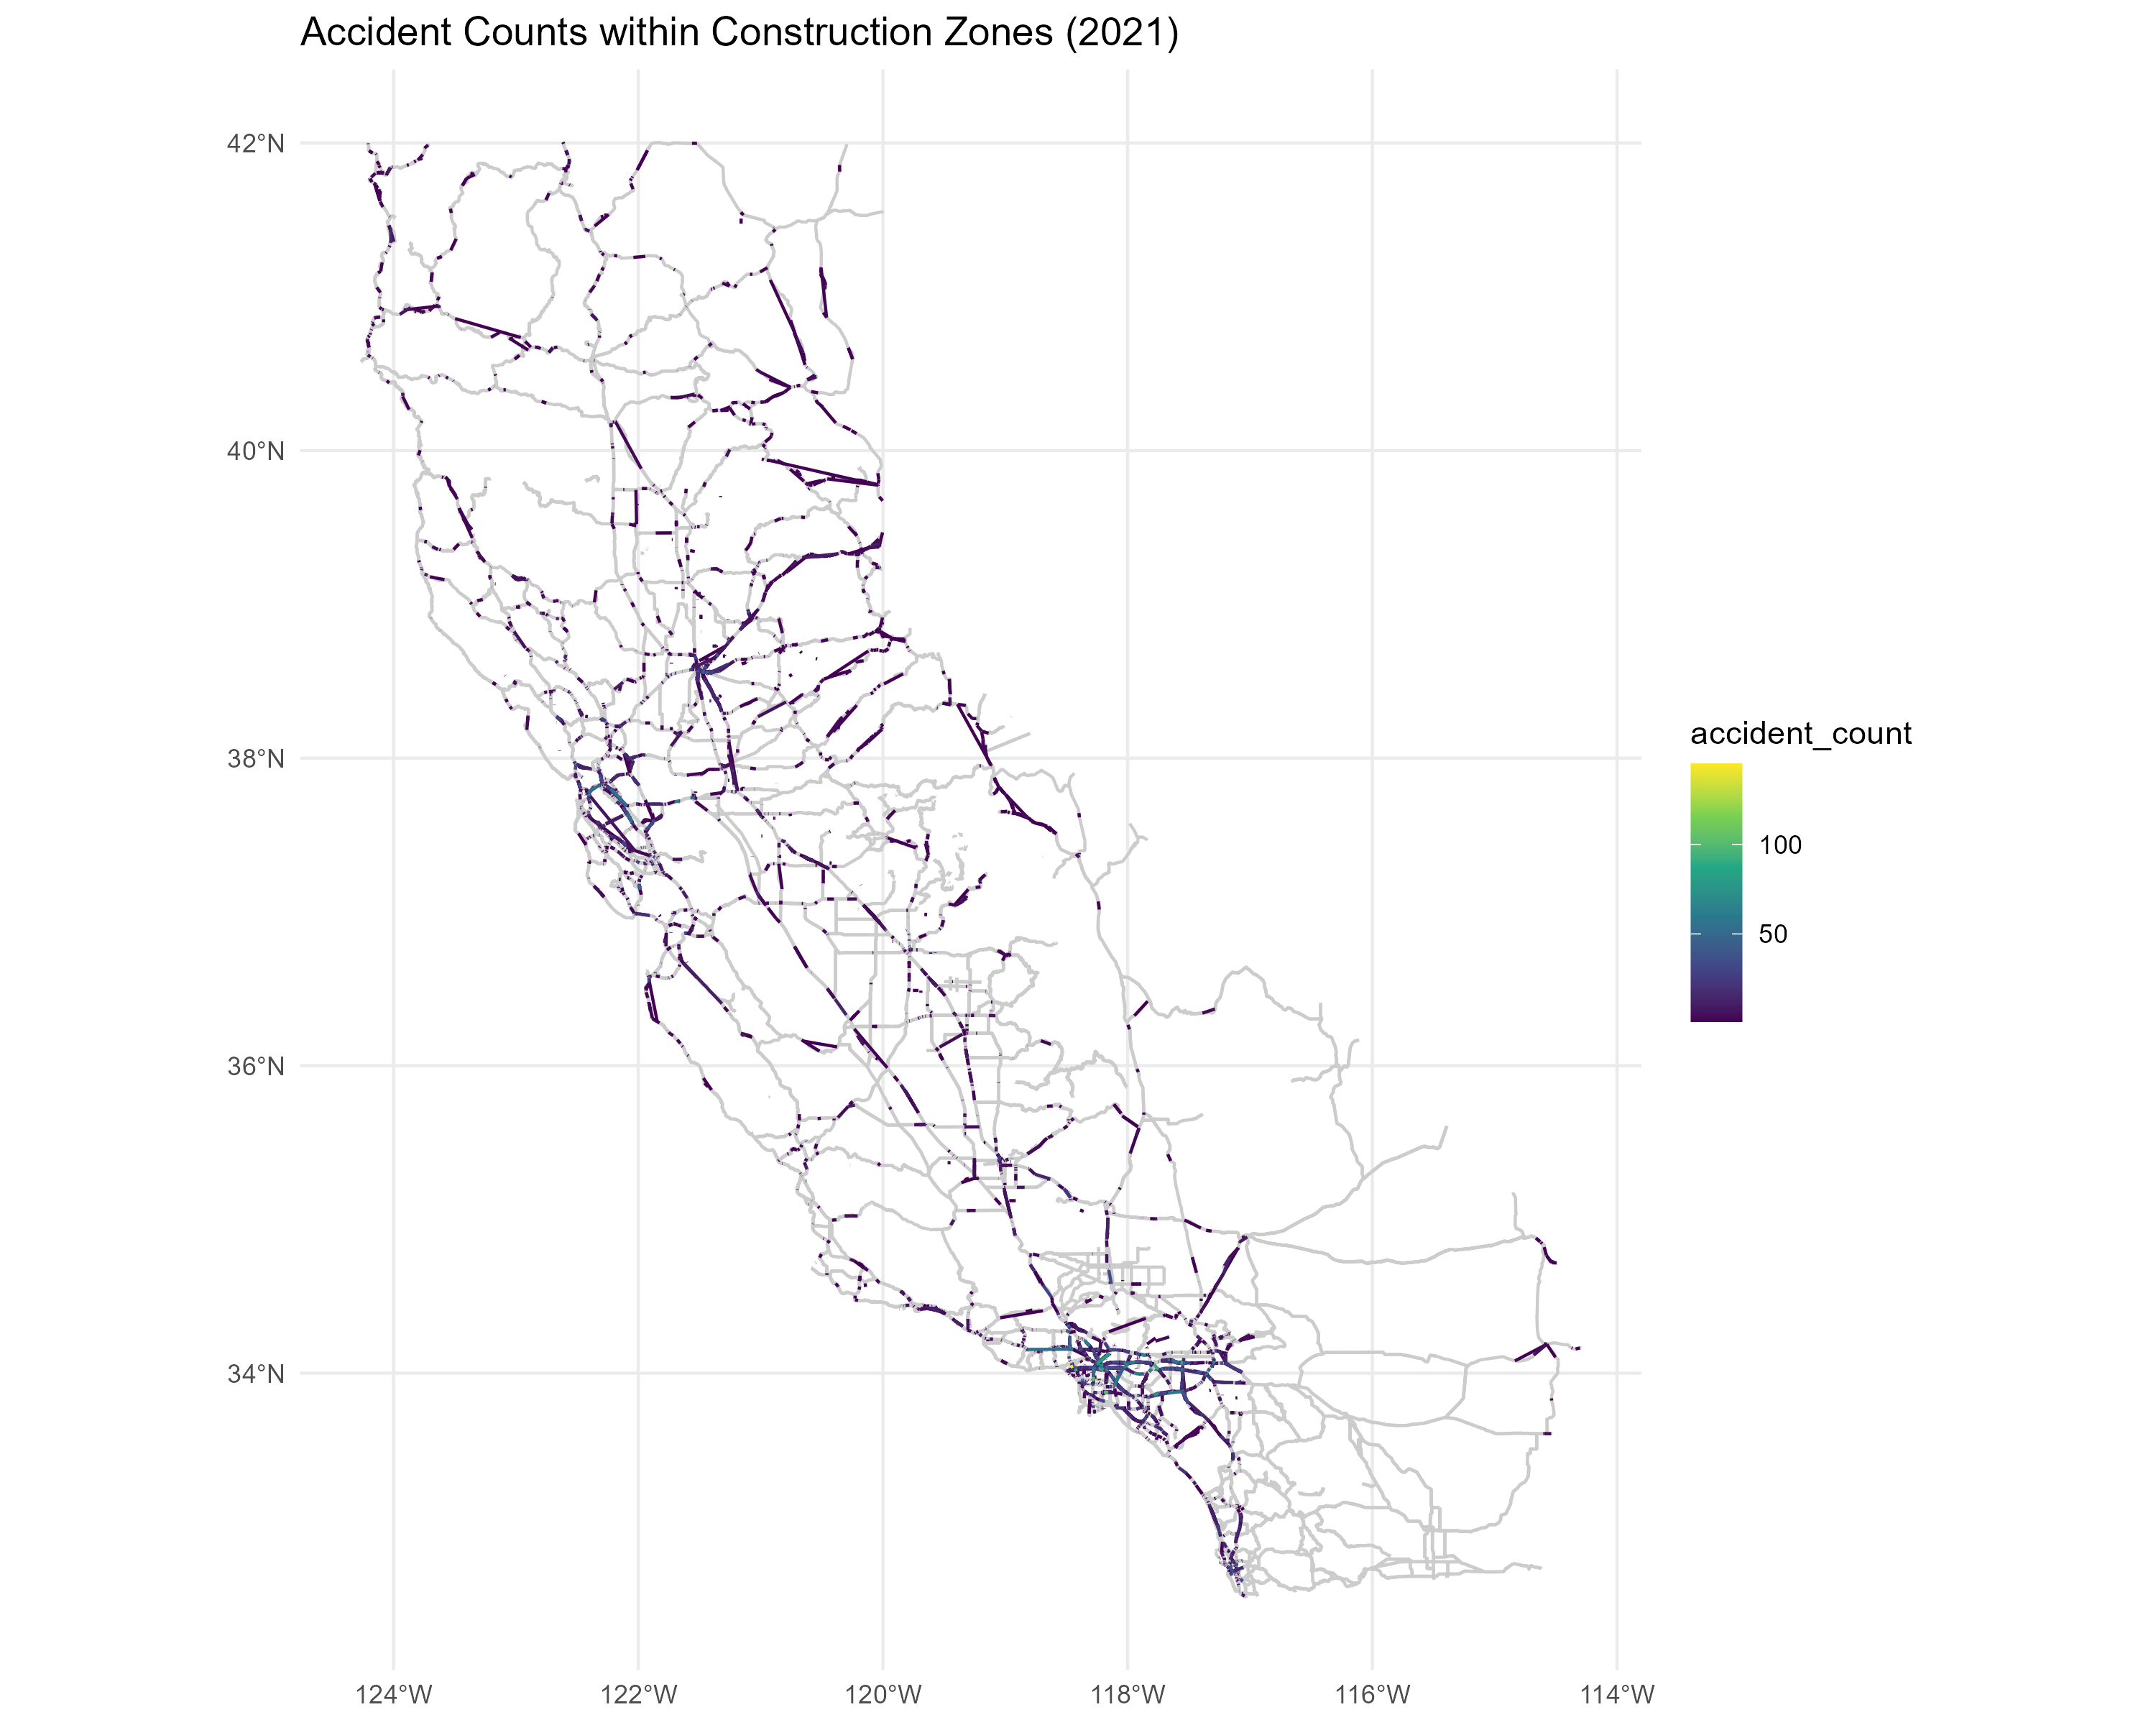 Accident Counts within Construction Zones (2021)
42°N
40°N
38°N
36°N
34°N
124°W
122°W
120°W
118°W
116°W
114°W
accident_count
100
50